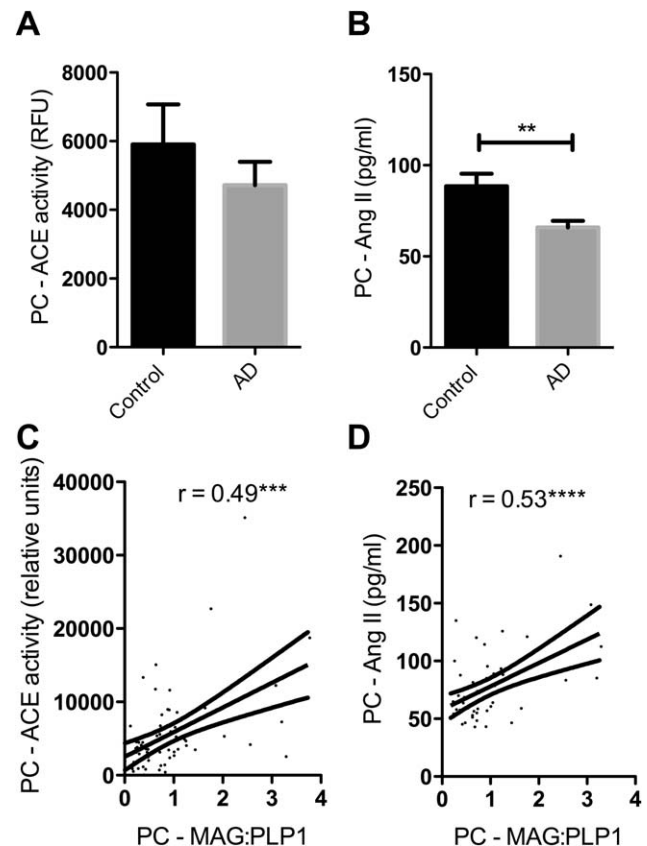 A
PC - ACE activity (RFU)
8000
6000
4000
2000
0
Control
AD
B
PC - Ang II (pg/ml)
150
100
50
0
**
Control
AD
C
PC - ACE activity (relative units)
40000
30000
20000
10000
0
r = 0.49***
0 1 2 3 4
PC - MAG:PLP1
D
PC - Ang II (pg/ml)
250
200
150
100
50
0
r = 0.53****
0 1 2 3 4
PC - MAG:PLP1